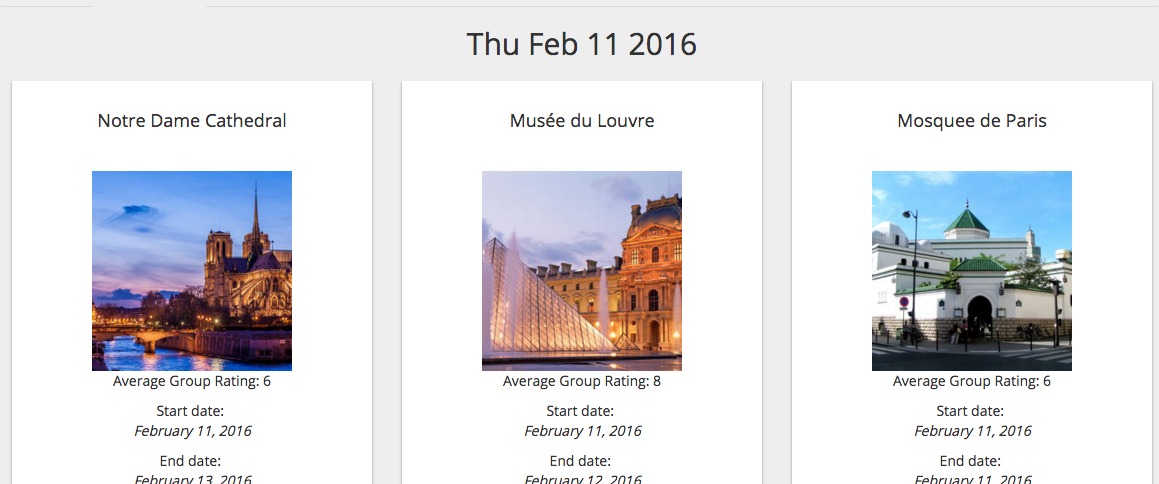 Thu Feb 11 2016
Notre Dame Cathedral
Average Group Rating: 6
Start date:
February 11, 2016
End date:
February 13, 2016
Musée du Louvre
Average Group Rating: 8
Start date:
February 11, 2016
End date:
February 12, 2016
Mosquee de Paris
Average Group Rating: 6
Start date:
February 11, 2016
End date:
February 11, 2016